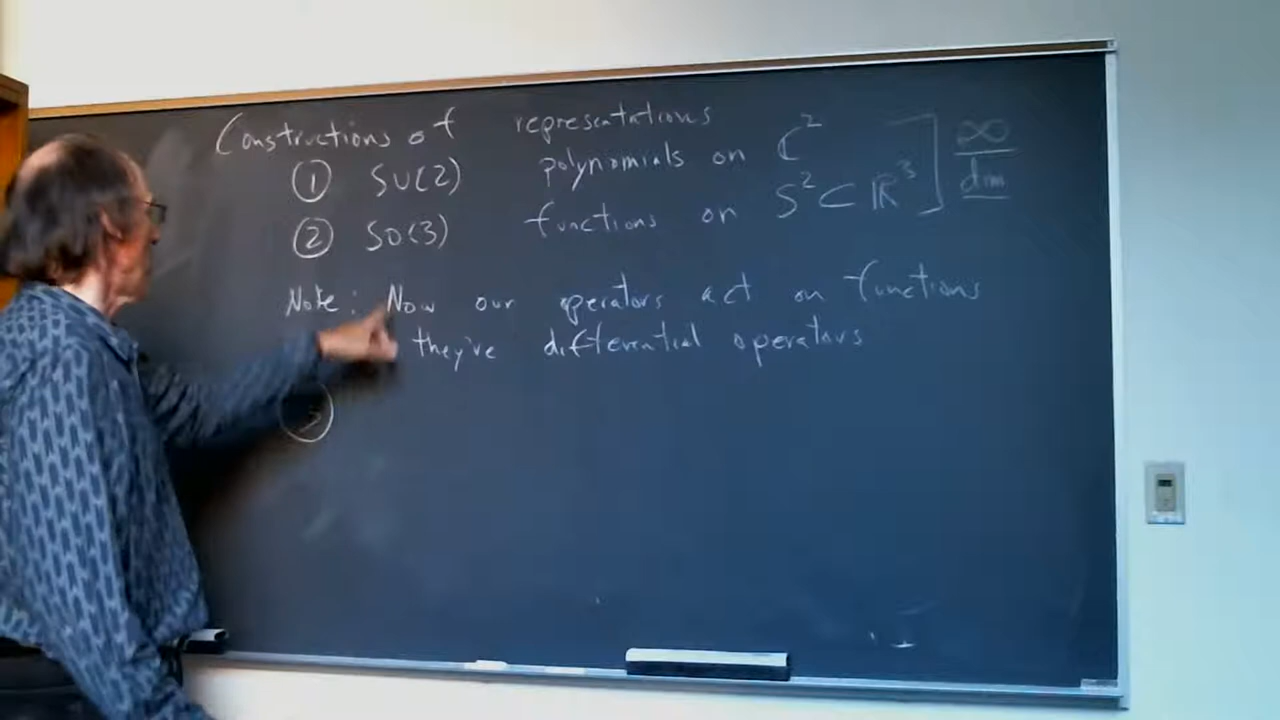 Constructions of representations
① SU(2) polynomials on ℂ² ] ∞ dim
② SO(3) functions on S² ⊂ ℝ³
Note: Now our operators act on functions
they've differential operators